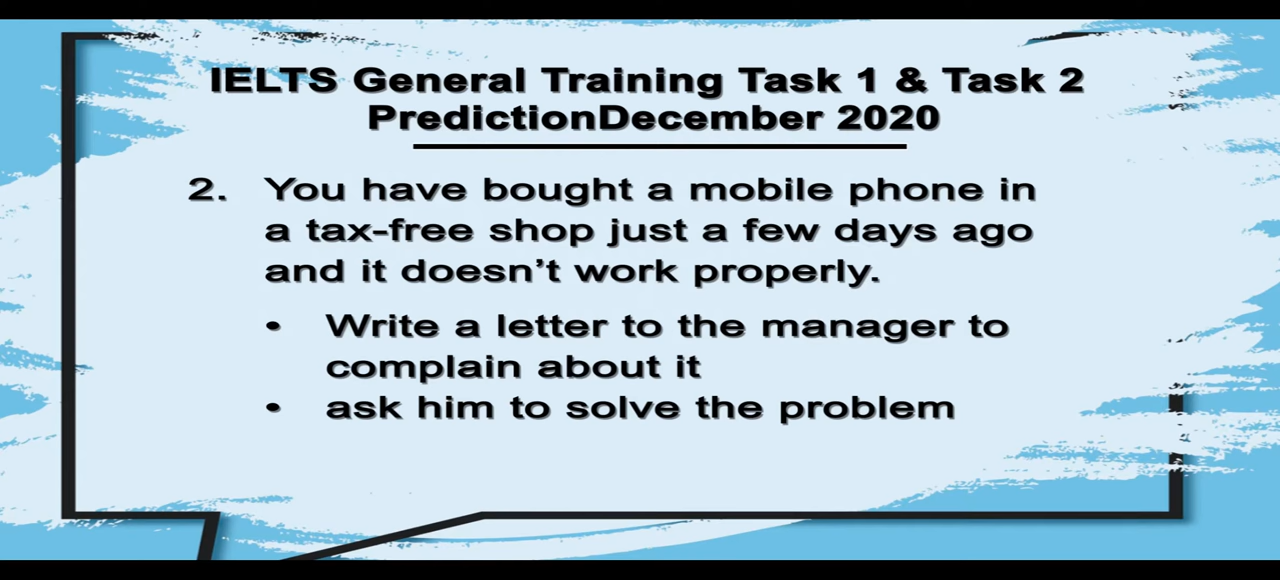 IELTS General Training Task 1 & Task 2
PredictionDecember 2020
2. You have bought a mobile phone in
a tax-free shop just a few days ago
and it doesn’t work properly.
• Write a letter to the manager to
complain about it
• ask him to solve the problem